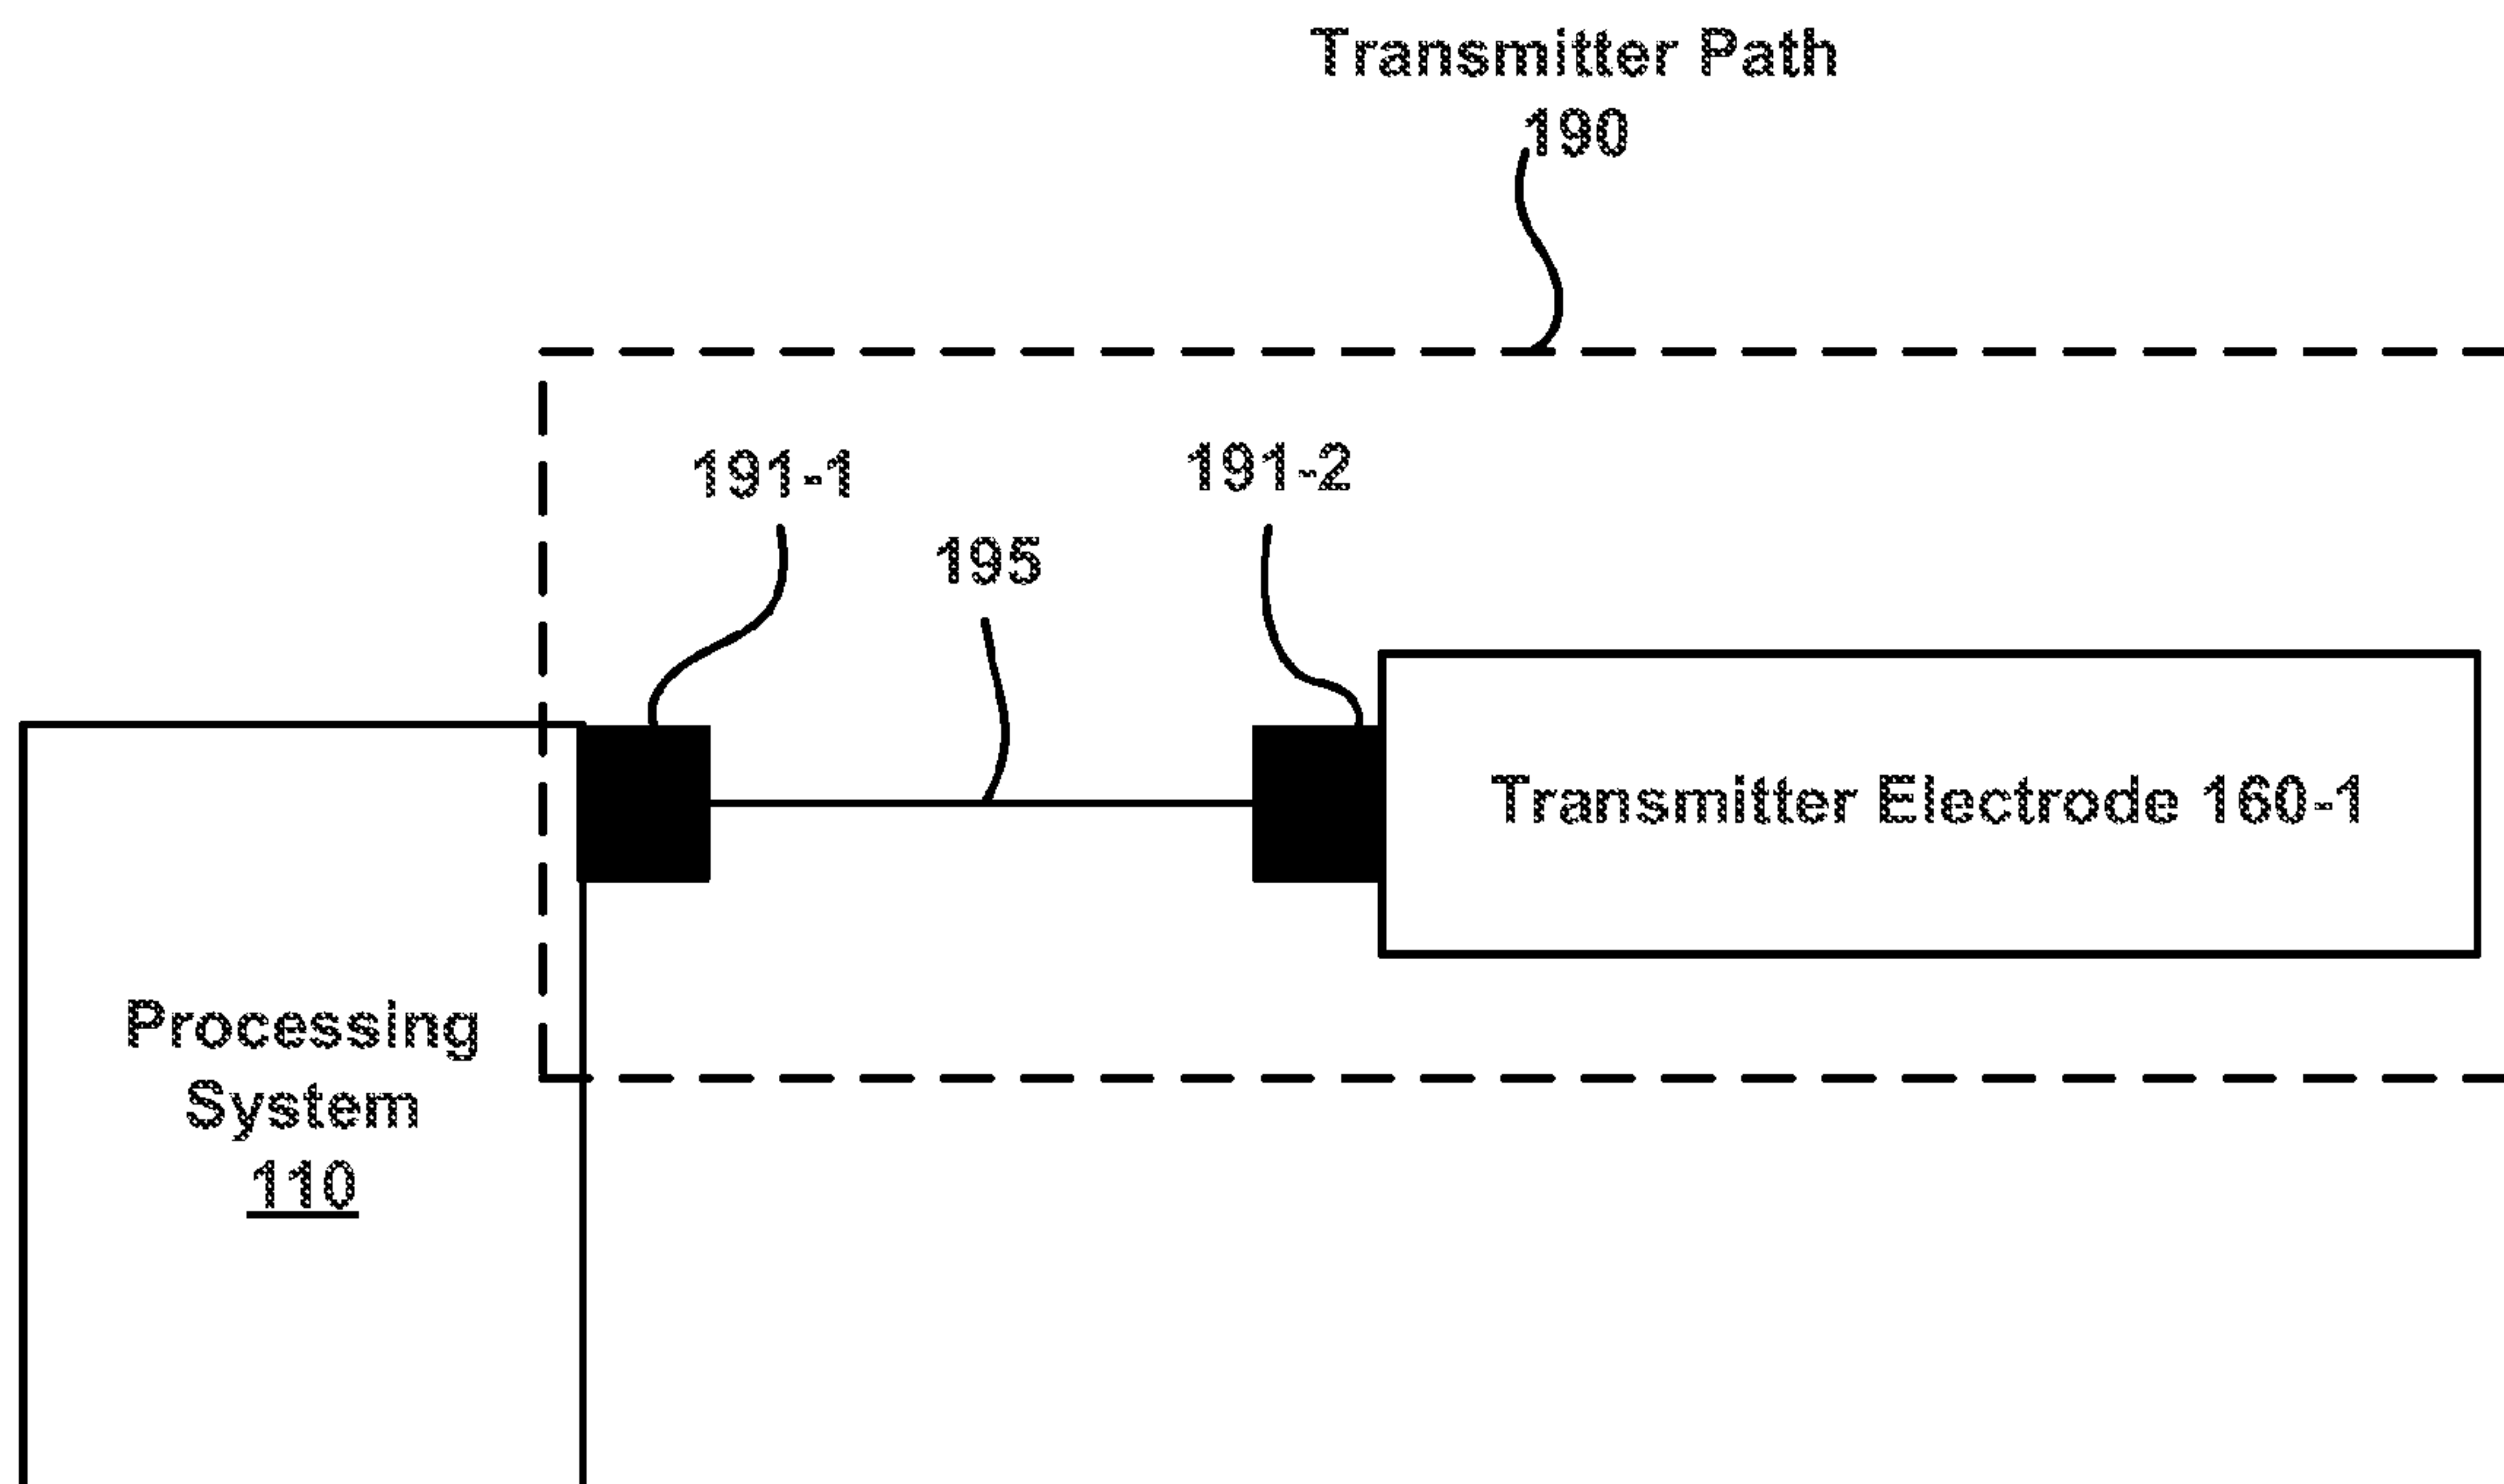 Transmitter Path
190
191-1
191-2
195
Transmitter Electrode 160-1
Processing
System
110